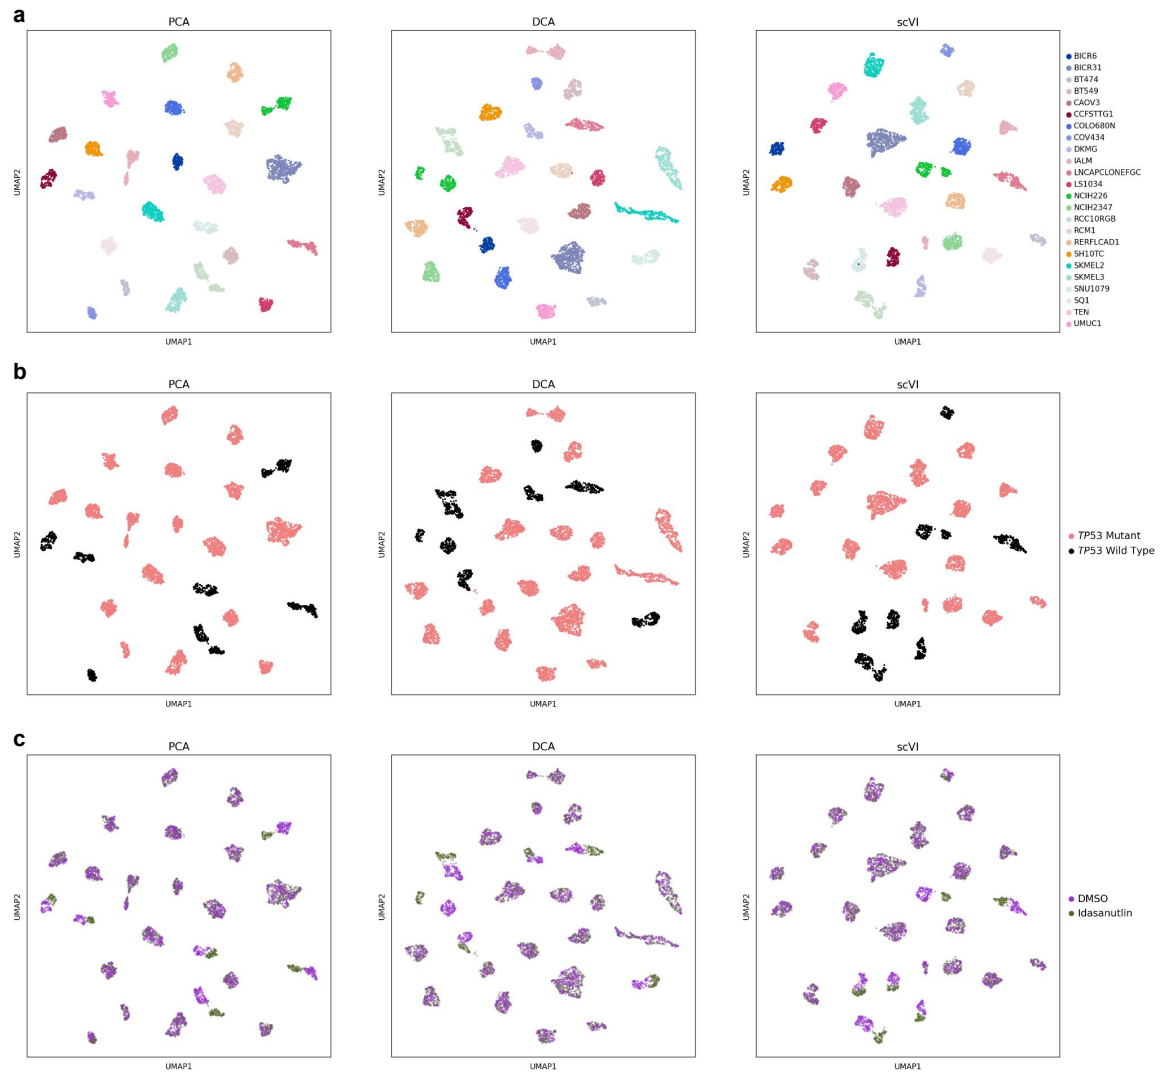 a
PCA
DCA
scVI
UMAP2
UMAP2
UMAP2
UMAP1
UMAP1
UMAP1
BICR6
BICR31
BT474
BT549
CAOV3
CCFSTTG1
COLO680N
COV434
DKMG
IALM
LNCAPCLONEFGC
LS1034
NCIH226
NCIH2347
RCC10RGB
RCM1
RERFLCAD1
SH10TC
SKMEL2
SKMEL3
SNU1079
SQ1
TEN
UMUC1
b
PCA
DCA
scVI
UMAP2
UMAP2
UMAP2
UMAP1
UMAP1
UMAP1
TP53 Mutant
TP53 Wild Type
c
PCA
DCA
scVI
UMAP2
UMAP2
UMAP2
UMAP1
UMAP1
UMAP1
DMSO
Idasanutlin